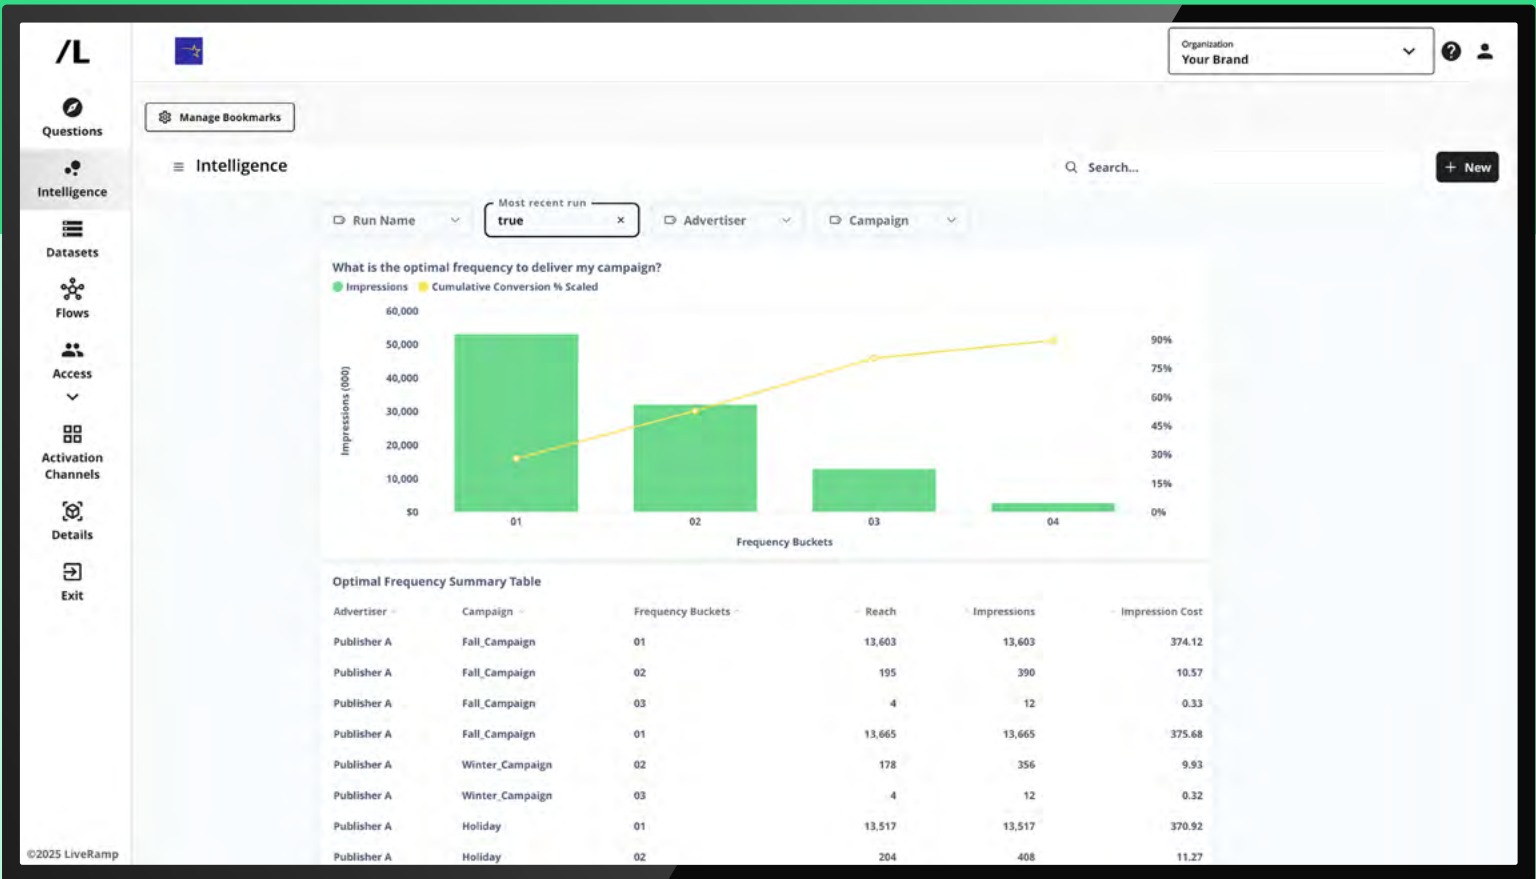 /L
Organization
Your Brand
Questions
Manage Bookmarks
Intelligence
Intelligence
Search...
+ New
Run Name
Most recent run
true
Advertiser
Campaign
Datasets
Flows
Access
Activation
Channels
Details
Exit
©2025 LiveRamp
What is the optimal frequency to deliver my campaign?
Impressions Cumulative Conversion % Scaled
Impressions (000)
60,000
50,000
40,000
30,000
20,000
10,000
$0
90%
75%
60%
45%
30%
15%
0%
01 02 03 04
Frequency Buckets
Optimal Frequency Summary Table
Advertiser Campaign Frequency Buckets Reach Impressions Impression Cost
Publisher A Fall_Campaign 01 13,603 13,603 374.12
Publisher A Fall_Campaign 02 195 390 10.57
Publisher A Fall_Campaign 03 4 12 0.33
Publisher A Fall_Campaign 01 13,665 13,665 375.68
Publisher A Winter_Campaign 02 178 356 9.93
Publisher A Winter_Campaign 03 4 12 0.32
Publisher A Holiday 01 13,517 13,517 370.92
Publisher A Holiday 02 204 408 11.27